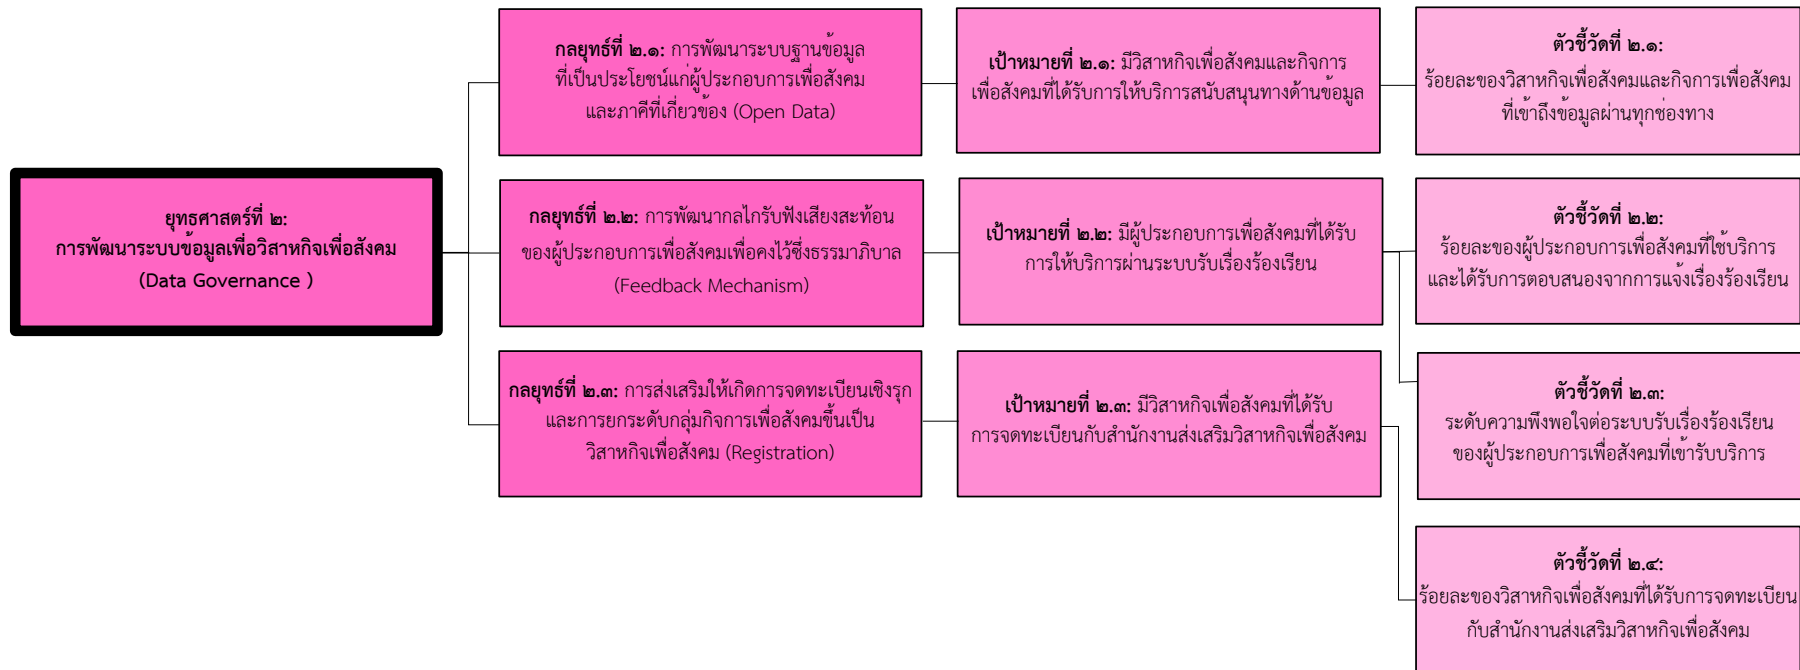 ยุทธศาสตร์ที่ ๒:
การพัฒนาระบบข้อมูลเพื่อวิสาหกิจเพื่อสังคม
(Data Governance )
กลยุทธ์ที่ ๒.๑: การพัฒนาระบบฐานข้อมูล
ที่เป็นประโยชน์แก่ผู้ประกอบการเพื่อสังคม
และภาคีที่เกี่ยวข้อง (Open Data)
เป้าหมายที่ ๒.๑: มีวิสาหกิจเพื่อสังคมและกิจการ
เพื่อสังคมที่ได้รับการให้บริการสนับสนุนทางด้านข้อมูล
ตัวชี้วัดที่ ๒.๑:
ร้อยละของวิสาหกิจเพื่อสังคมและกิจการเพื่อสังคม
ที่เข้าถึงข้อมูลผ่านทุกช่องทาง
กลยุทธ์ที่ ๒.๒: การพัฒนากลไกรับฟังเสียงสะท้อน
ของผู้ประกอบการเพื่อสังคมเพื่อคงไว้ซึ่งธรรมาภิบาล
(Feedback Mechanism)
เป้าหมายที่ ๒.๒: มีผู้ประกอบการเพื่อสังคมที่ได้รับ
การให้บริการผ่านระบบรับเรื่องร้องเรียน
ตัวชี้วัดที่ ๒.๒:
ร้อยละของผู้ประกอบการเพื่อสังคมที่ใช้บริการ
และได้รับการตอบสนองจากการแจ้งเรื่องร้องเรียน
ตัวชี้วัดที่ ๒.๓:
ระดับความพึงพอใจต่อระบบรับเรื่องร้องเรียน
ของผู้ประกอบการเพื่อสังคมที่เข้ารับบริการ
กลยุทธ์ที่ ๒.๓: การส่งเสริมให้เกิดการจดทะเบียนเชิงรุก
และการยกระดับกลุ่มกิจการเพื่อสังคมขึ้นเป็น
วิสาหกิจเพื่อสังคม (Registration)
เป้าหมายที่ ๒.๓: มีวิสาหกิจเพื่อสังคมที่ได้รับ
การจดทะเบียนกับสำนักงานส่งเสริมวิสาหกิจเพื่อสังคม
ตัวชี้วัดที่ ๒.๔:
ร้อยละของวิสาหกิจเพื่อสังคมที่ได้รับการจดทะเบียน
กับสำนักงานส่งเสริมวิสาหกิจเพื่อสังคม